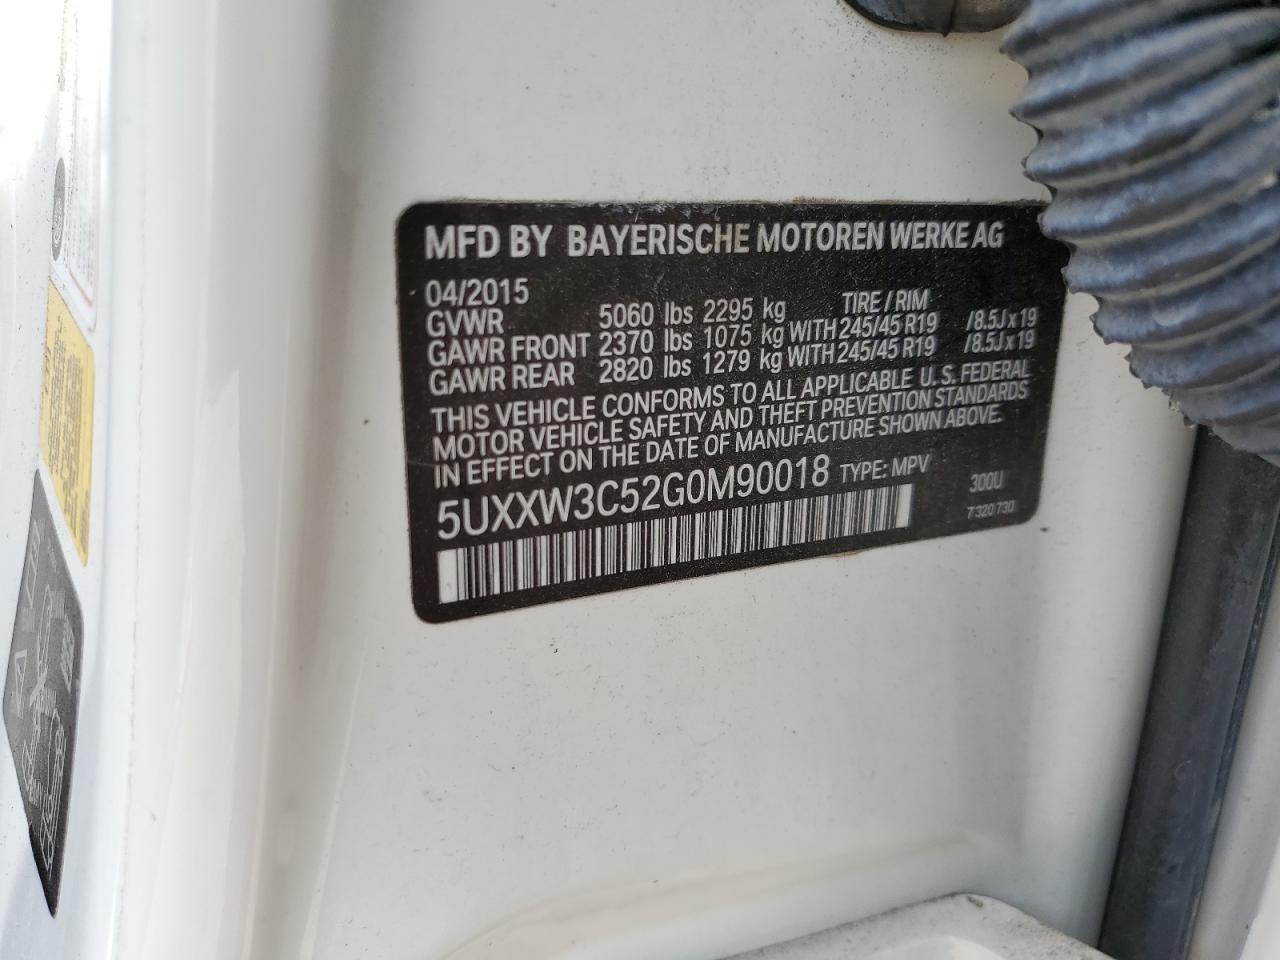 MFD BY BAYERISCHE MOTOREN WERKE AG
04/2015
GVWR 5060 lbs 2295 kg TIRE / RIM
GAWR FRONT 2370 lbs 1075 kg WITH 245/45 R19 /8.5J x 19
GAWR REAR 2820 lbs 1279 kg WITH 245/45 R19 /8.5J x 19
THIS VEHICLE CONFORMS TO ALL APPLICABLE U.S. FEDERAL
MOTOR VEHICLE SAFETY AND THEFT PREVENTION STANDARDS
IN EFFECT ON THE DATE OF MANUFACTURE SHOWN ABOVE.
5UXXW3C52G0M90018 TYPE: MPV
300U
7 320 730